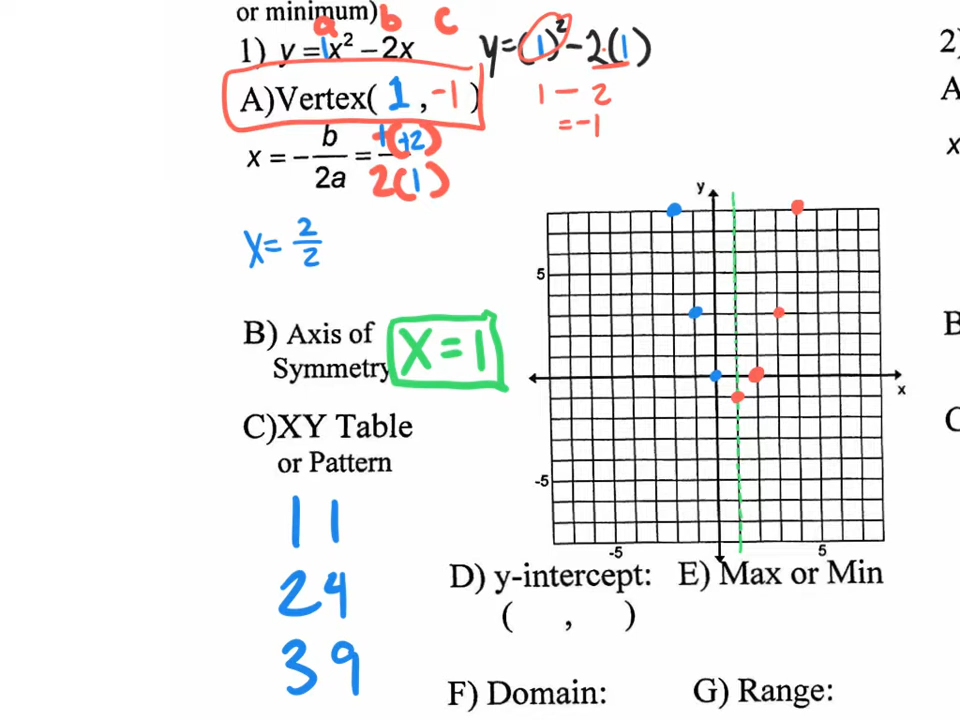 or minimum)
a b c
1) y = 1x² – 2x
y=(1)²-2(1)
A)Vertex( 1 , -1 )
1 - 2
= -1
x = - b/2a = +(+2)/2(1)
X= 2/2
B) Axis of
Symmetry
X=1
C)XY Table
or Pattern
1 1
2 4
3 9
y
5
x
-5
-5
5
D) y-intercept:
( , )
E) Max or Min
F) Domain:
G) Range:
2)
A
x
B
C